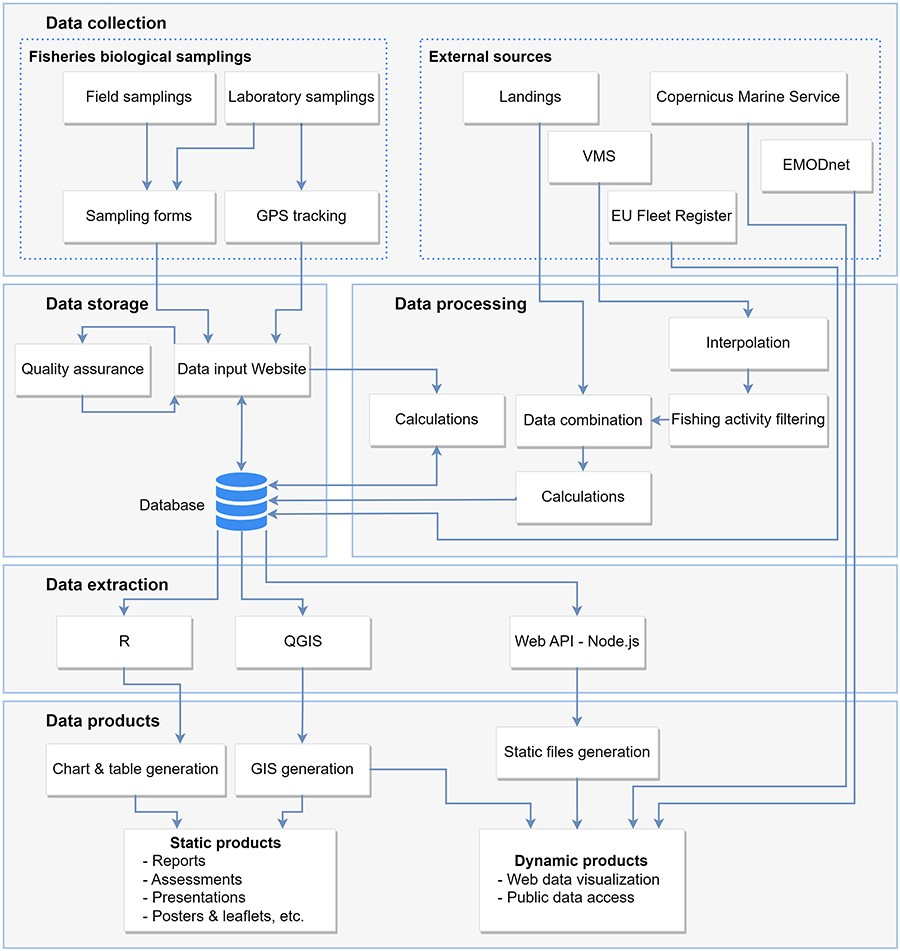 Data collection
Fisheries biological samplings
Field samplings
Laboratory samplings
Sampling forms
GPS tracking
External sources
Landings
Copernicus Marine Service
VMS
EMODnet
EU Fleet Register
Data storage
Quality assurance
Data input Website
Database
Data processing
Interpolation
Calculations
Data combination
Fishing activity filtering
Calculations
Data extraction
R
QGIS
Web API - Node.js
Data products
Chart & table generation
GIS generation
Static files generation
Static products
- Reports
- Assessments
- Presentations
- Posters & leaflets, etc.
Dynamic products
- Web data visualization
- Public data access